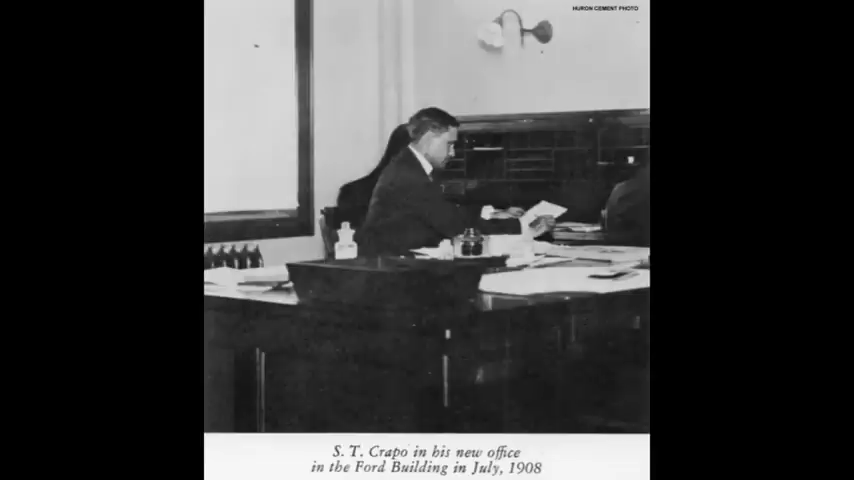 HURON CEMENT PHOTO
S. T. Crapo in his new office
in the Ford Building in July, 1908